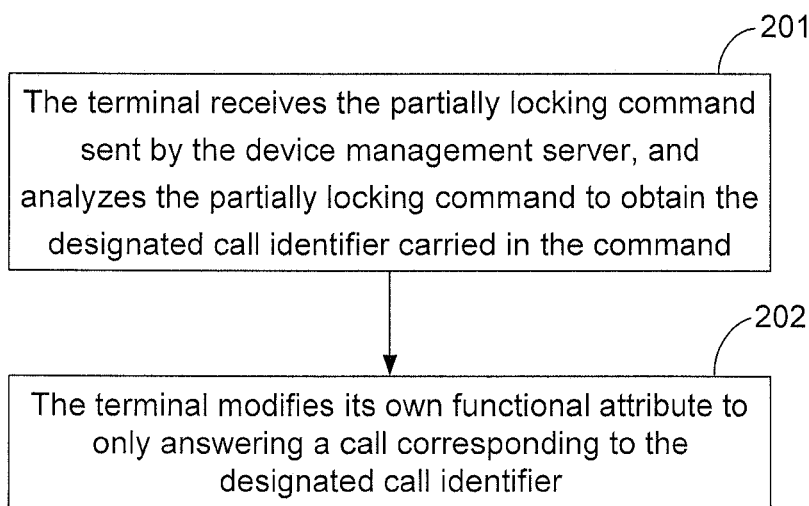 201
The terminal receives the partially locking command
sent by the device management server, and
analyzes the partially locking command to obtain the
designated call identifier carried in the command
202
The terminal modifies its own functional attribute to
only answering a call corresponding to the
designated call identifier